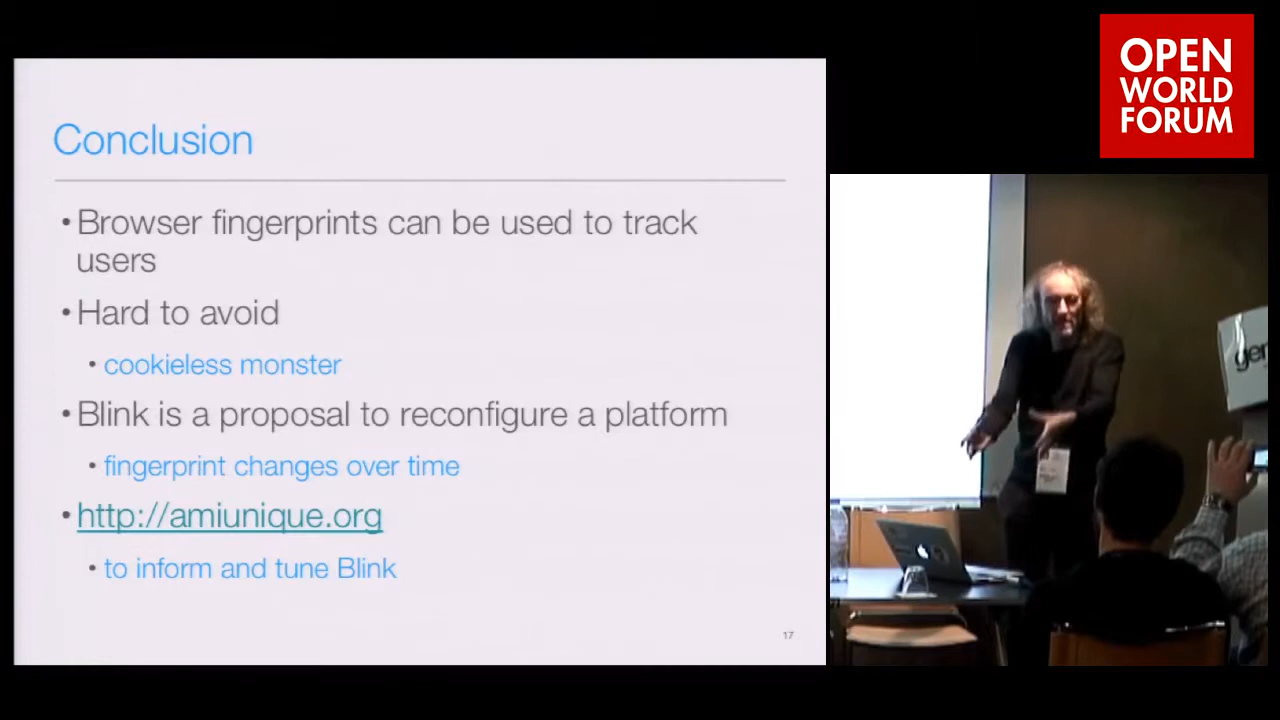 OPEN
WORLD
FORUM
Conclusion
• Browser fingerprints can be used to track
users
• Hard to avoid
• cookieless monster
• Blink is a proposal to reconfigure a platform
• fingerprint changes over time
• http://amiunique.org
• to inform and tune Blink
17